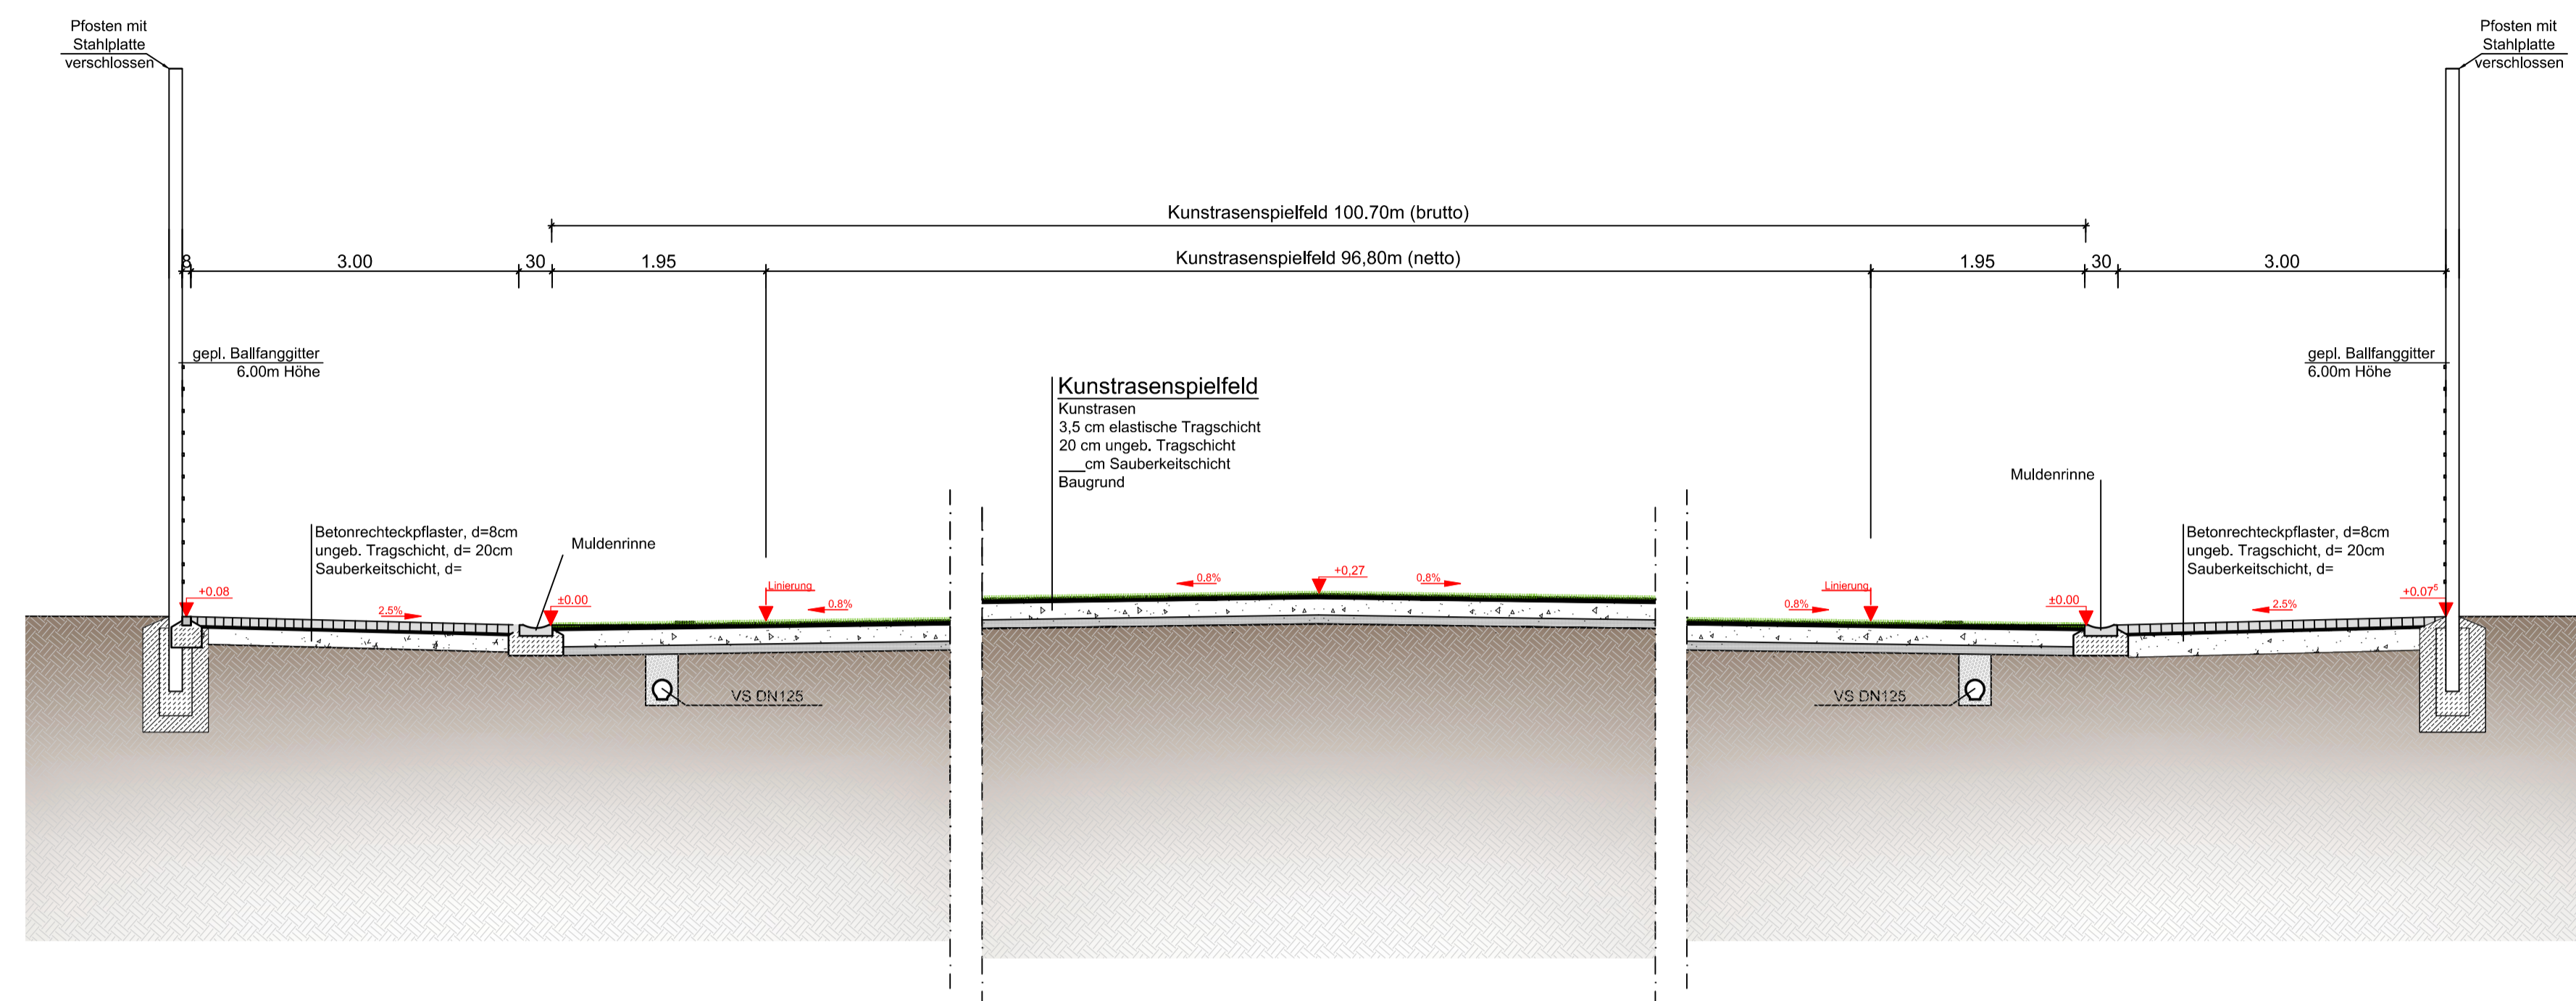 Pfosten mit
Stahlplatte
verschlossen
Pfosten mit
Stahlplatte
verschlossen
Kunstrasenspielfeld 100.70m (brutto)
8
3.00
30
1.95
Kunstrasenspielfeld 96,80m (netto)
1.95
30
3.00
gepl. Ballfanggitter
6.00m Höhe
gepl. Ballfanggitter
6.00m Höhe
Kunstrasenspielfeld
Kunstrasen
3,5 cm elastische Tragschicht
20 cm ungeb. Tragschicht
___cm Sauberkeitschicht
Baugrund
Muldenrinne
Betonrechteckpflaster, d=8cm
ungeb. Tragschicht, d= 20cm
Sauberkeitschicht, d=
Muldenrinne
Betonrechteckpflaster, d=8cm
ungeb. Tragschicht, d= 20cm
Sauberkeitschicht, d=
+0.08
2.5%
±0.00
Linierung
0.8%
0.8%
+0,27
0.8%
Linierung
0.8%
±0.00
2.5%
+0.07⁵
VS DN125
VS DN125